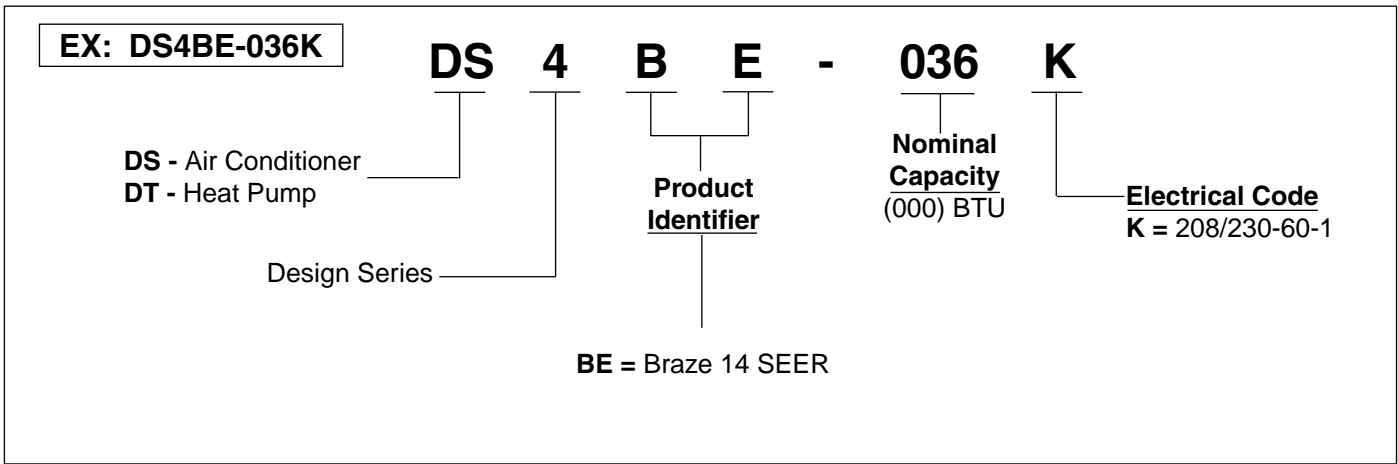 EX: DS4BE-036K
DS 4 B E - 036 K
DS - Air Conditioner
DT - Heat Pump
Design Series
Product
Identifier
BE = Braze 14 SEER
Nominal
Capacity
(000) BTU
Electrical Code
K = 208/230-60-1